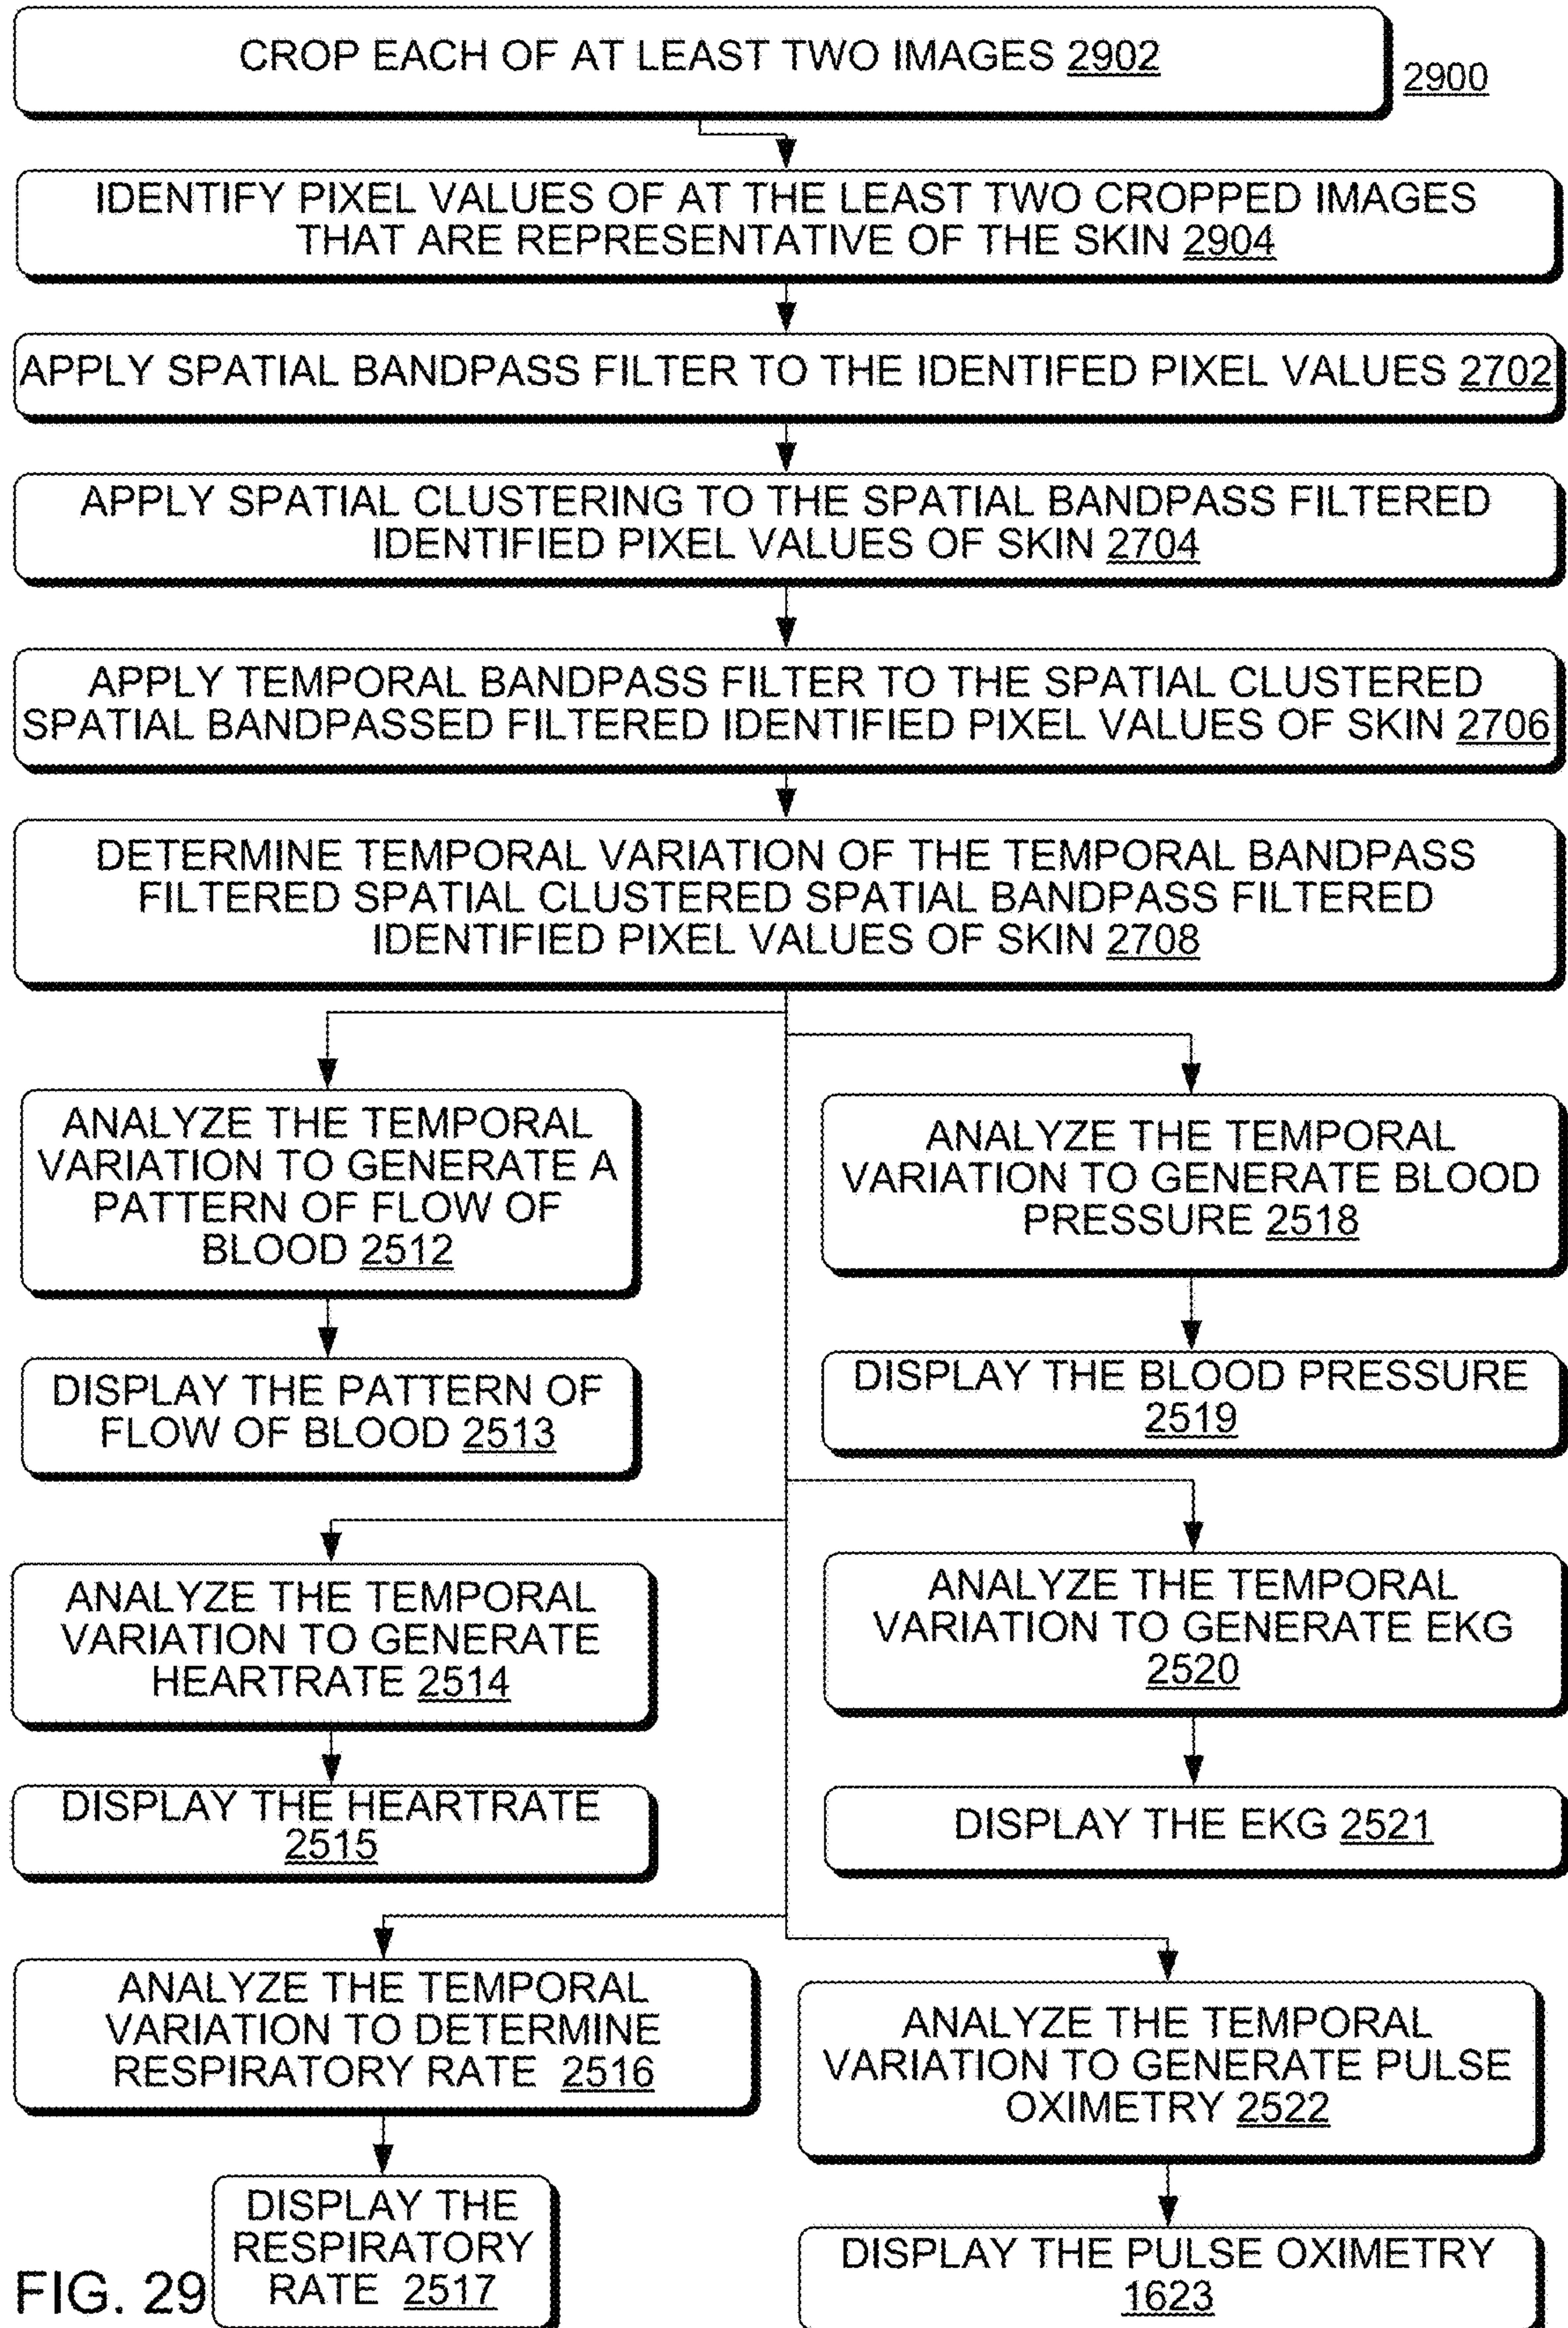 CROP EACH OF AT LEAST TWO IMAGES 2902
2900
IDENTIFY PIXEL VALUES OF AT THE LEAST TWO CROPPED IMAGES
THAT ARE REPRESENTATIVE OF THE SKIN 2904
APPLY SPATIAL BANDPASS FILTER TO THE IDENTIFED PIXEL VALUES 2702
APPLY SPATIAL CLUSTERING TO THE SPATIAL BANDPASS FILTERED
IDENTIFIED PIXEL VALUES OF SKIN 2704
APPLY TEMPORAL BANDPASS FILTER TO THE SPATIAL CLUSTERED
SPATIAL BANDPASSED FILTERED IDENTIFIED PIXEL VALUES OF SKIN 2706
DETERMINE TEMPORAL VARIATION OF THE TEMPORAL BANDPASS
FILTERED SPATIAL CLUSTERED SPATIAL BANDPASS FILTERED
IDENTIFIED PIXEL VALUES OF SKIN 2708
ANALYZE THE TEMPORAL
VARIATION TO GENERATE A
PATTERN OF FLOW OF
BLOOD 2512
ANALYZE THE TEMPORAL
VARIATION TO GENERATE BLOOD
PRESSURE 2518
DISPLAY THE PATTERN OF
FLOW OF BLOOD 2513
DISPLAY THE BLOOD PRESSURE
2519
ANALYZE THE TEMPORAL
VARIATION TO GENERATE
HEARTRATE 2514
ANALYZE THE TEMPORAL
VARIATION TO GENERATE EKG
2520
DISPLAY THE HEARTRATE
2515
DISPLAY THE EKG 2521
ANALYZE THE TEMPORAL
VARIATION TO DETERMINE
RESPIRATORY RATE 2516
ANALYZE THE TEMPORAL
VARIATION TO GENERATE PULSE
OXIMETRY 2522
DISPLAY THE
RESPIRATORY
RATE 2517
DISPLAY THE PULSE OXIMETRY
1623
FIG. 29